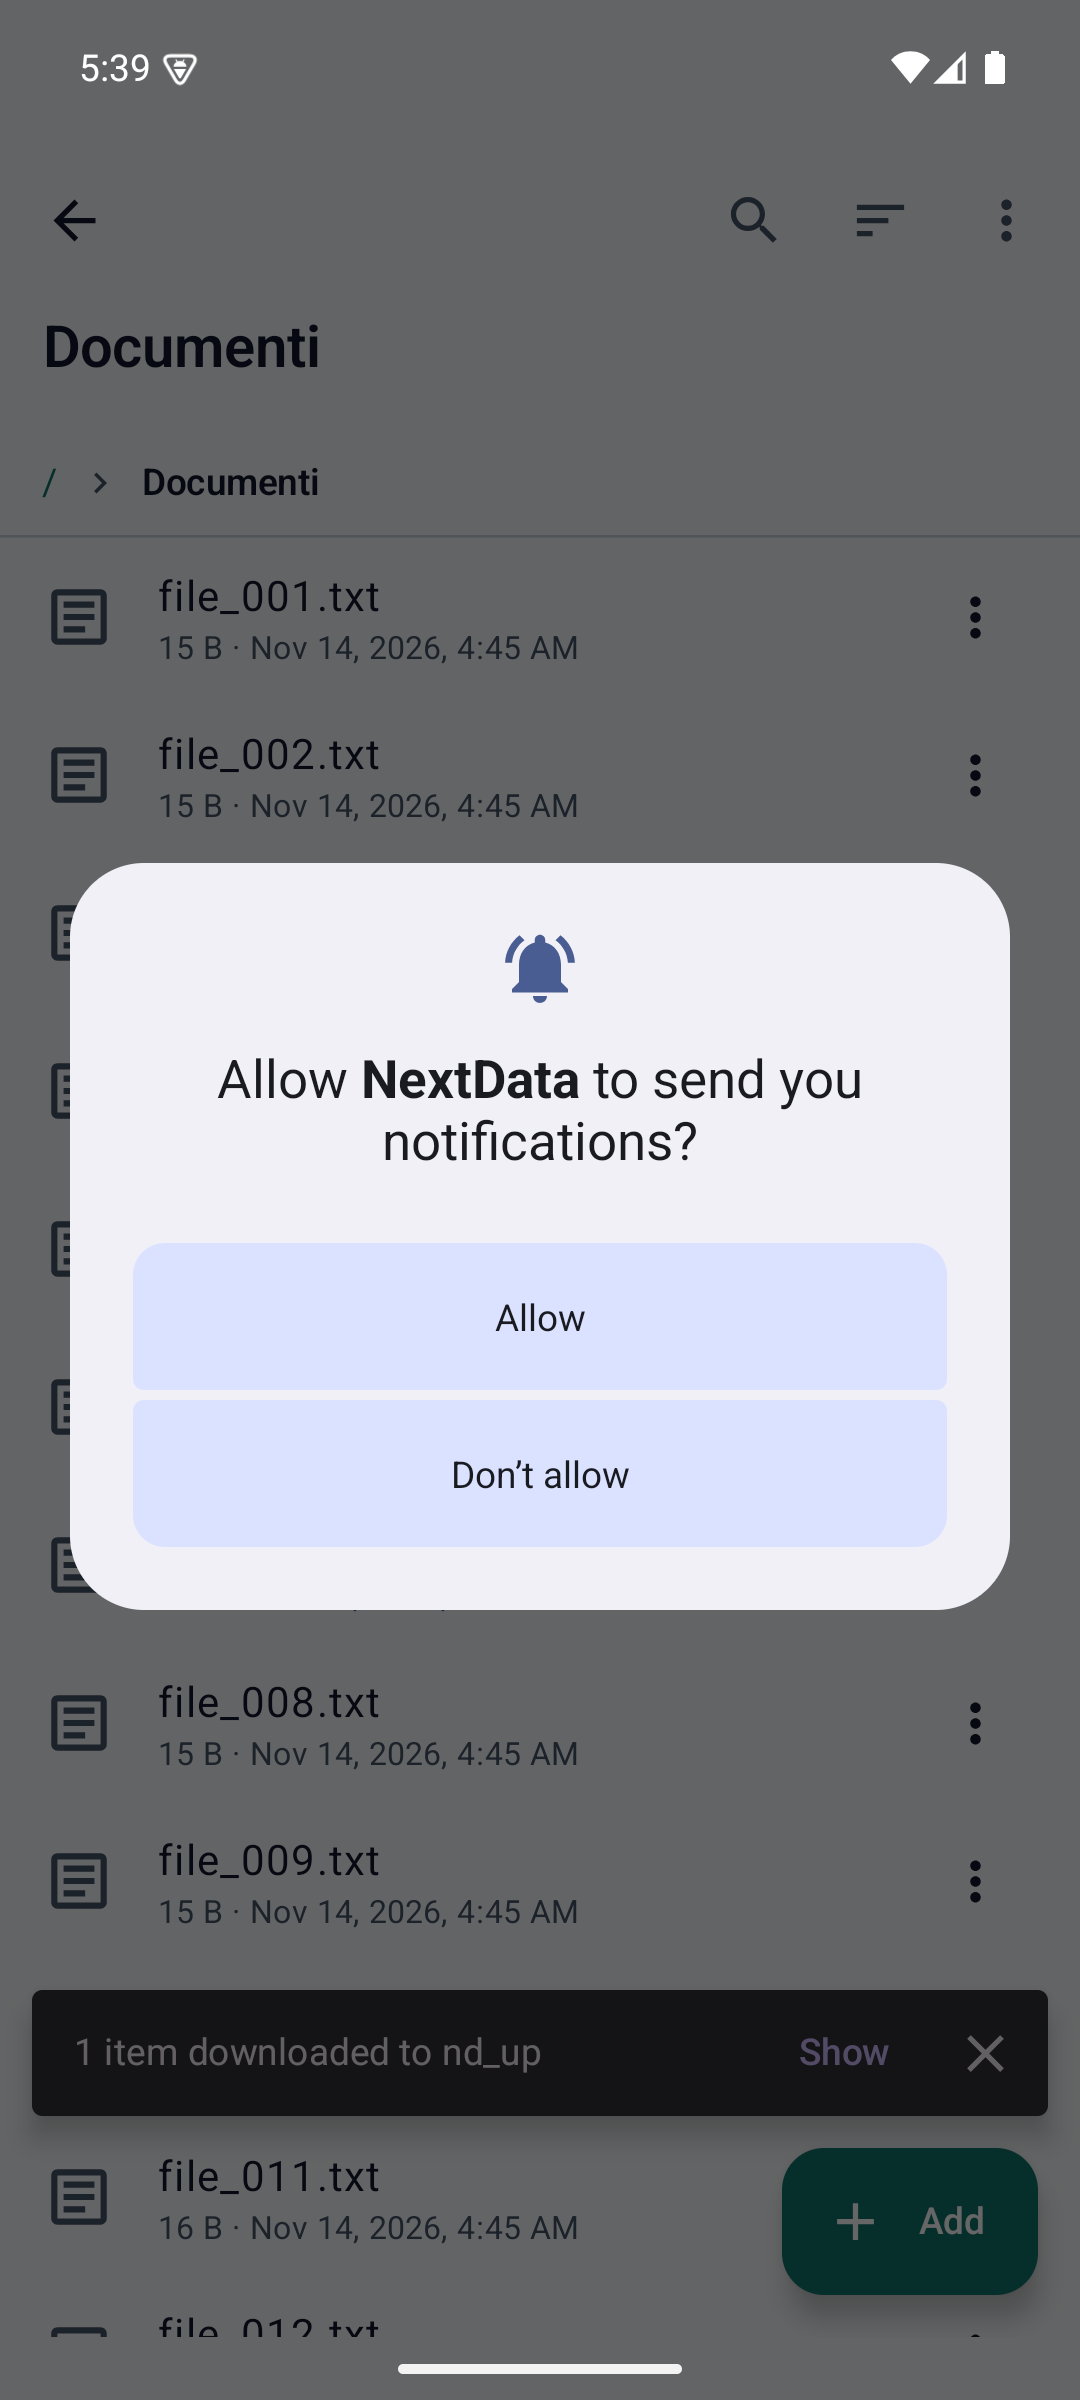 5:39
Documenti
/ > Documenti
file_001.txt
15 B · Nov 14, 2026, 4:45 AM
file_002.txt
15 B · Nov 14, 2026, 4:45 AM
Allow NextData to send you
notifications?
Allow
Don't allow
file_008.txt
15 B · Nov 14, 2026, 4:45 AM
file_009.txt
15 B · Nov 14, 2026, 4:45 AM
1 item downloaded to nd_up
Show
file_011.txt
16 B · Nov 14, 2026, 4:45 AM
Add
file_012.txt